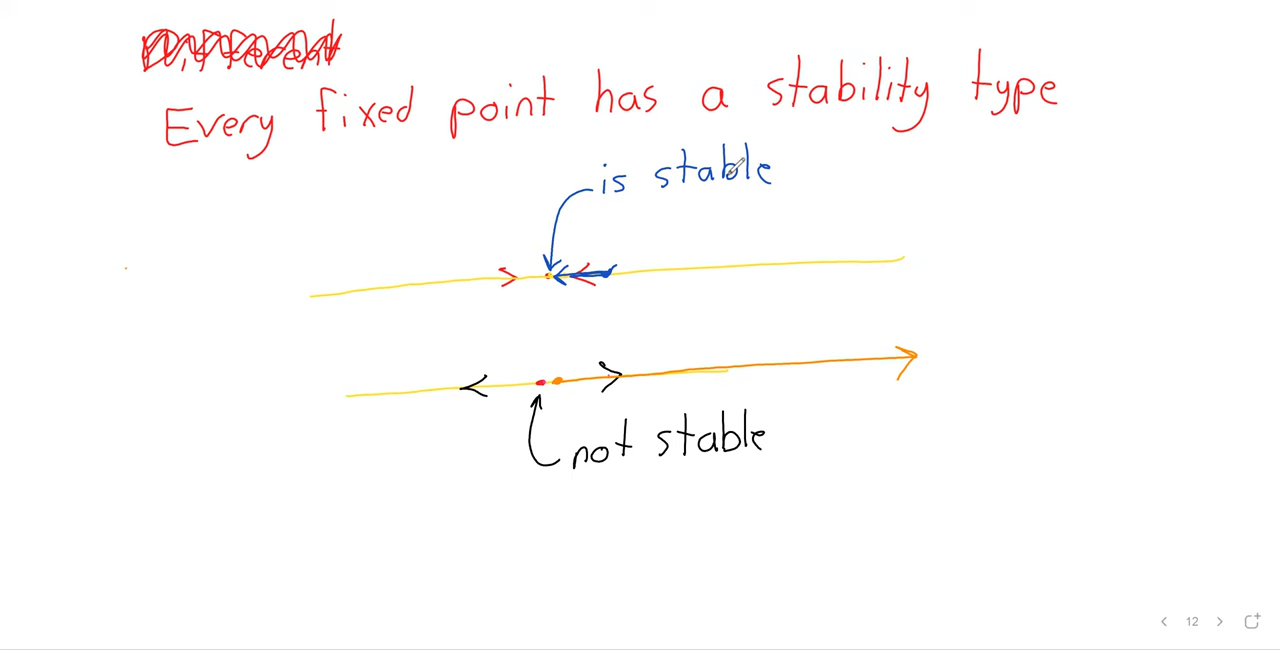 Every fixed point has a stability type
is stable
not stable
12